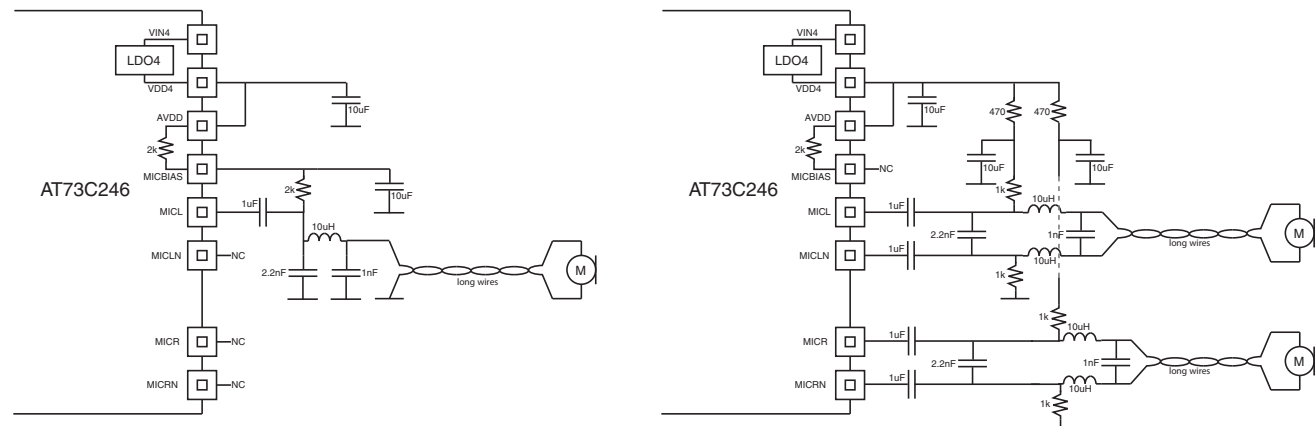 VIN4
LDO4
VDD4
10uF
AVDD
2k
AT73C246
MICBIAS
2k
10uF
MICL
1uF
10uH
MICLN
NC
2.2nF
1nF
M
long wires
MICR
NC
MICRN
NC
VIN4
LDO4
VDD4
10uF
470
470
AVDD
2k
10uF
10uF
AT73C246
MICBIAS
NC
1k
MICL
1uF
10uH
2.2nF
1nF
M
long wires
MICLN
1uF
10uH
1k
1k
MICR
1uF
10uH
2.2nF
1nF
M
long wires
MICRN
1uF
10uH
1k